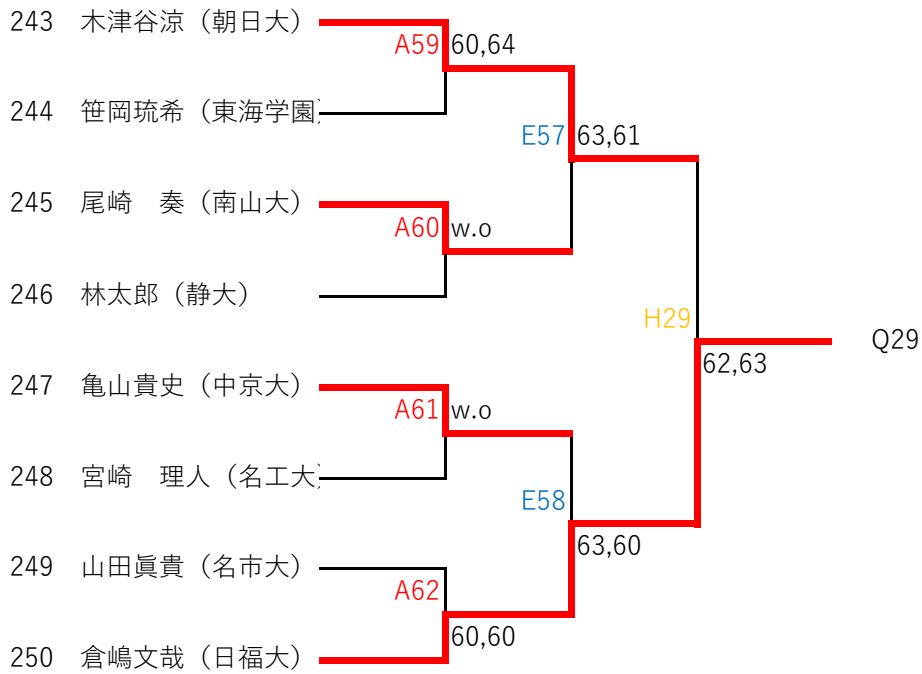 243 木津谷涼（朝日大）
A59 60,64
244 笹岡琉希（東海学園）
E57 63,61
245 尾崎　奏（南山大）
A60 w.o
246 林太郎（静大）
H29
Q29
62,63
247 亀山貴史（中京大）
A61 w.o
248 宮崎　理人（名工大）
E58
63,60
249 山田眞貴（名市大）
A62
60,60
250 倉嶋文哉（日福大）